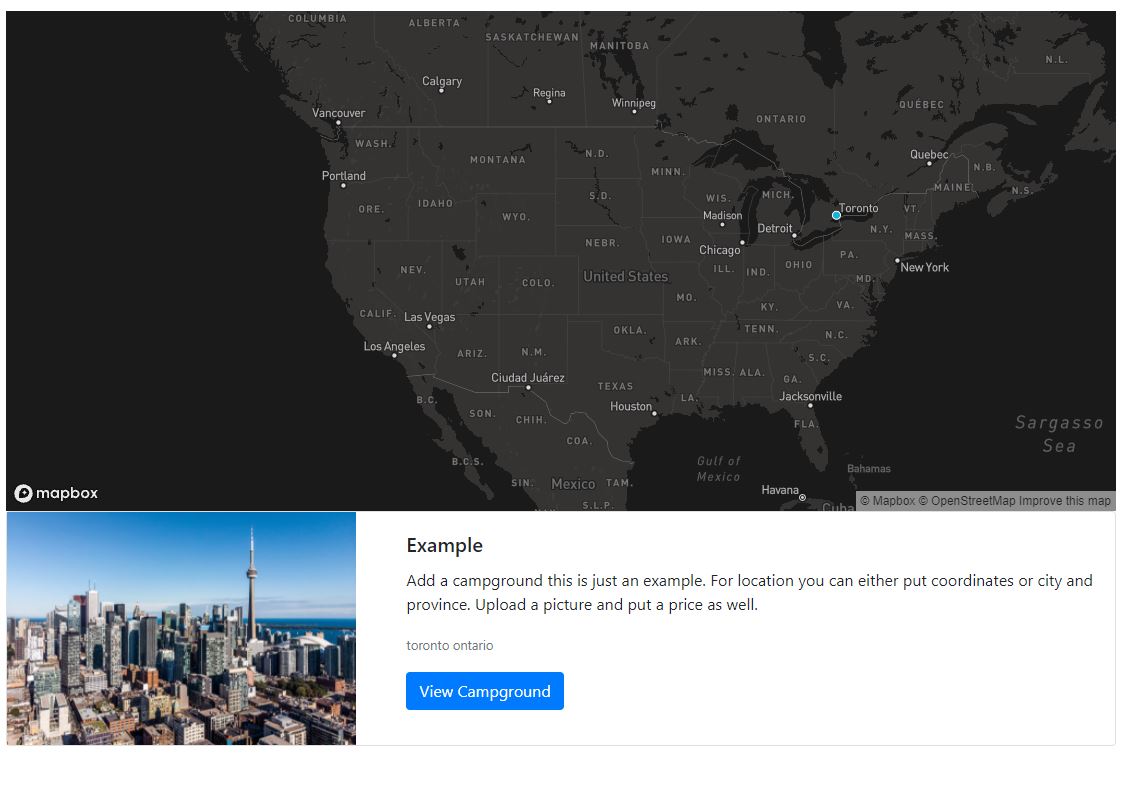 COLUMBIA
ALBERTA
SASKATCHEWAN
MANITOBA
N.L.
Calgary
Regina
Winnipeg
QUÉBEC
Vancouver
ONTARIO
WASH.
Quebec
MONTANA
N.D.
MINN.
N.B.
Portland
MAINE
N.S.
IDAHO
S.D.
WIS.
MICH.
ORE.
WYO.
Madison
Toronto
VT.
Detroit
N.Y.
MASS.
NEBR.
IOWA
Chicago
PA.
NEV.
UTAH
COLO.
United States
ILL.
IND.
OHIO
New York
MD.
MO.
KY.
VA.
CALIF.
Las Vegas
OKLA.
TENN.
N.C.
Los Angeles
ARIZ.
N.M.
ARK.
S.C.
Ciudad Juárez
TEXAS
MISS.
ALA.
GA.
B.C.
Houston
LA.
Jacksonville
SON.
CHIH.
FLA.
Sargasso
Sea
COA.
B.C.S.
Gulf of
Mexico
Bahamas
SIN.
Mexico
TAM.
Havana
mapbox
S.L.P.
Cuba
© Mapbox © OpenStreetMap Improve this map
Example
Add a campground this is just an example. For location you can either put coordinates or city and
province. Upload a picture and put a price as well.
toronto ontario
View Campground